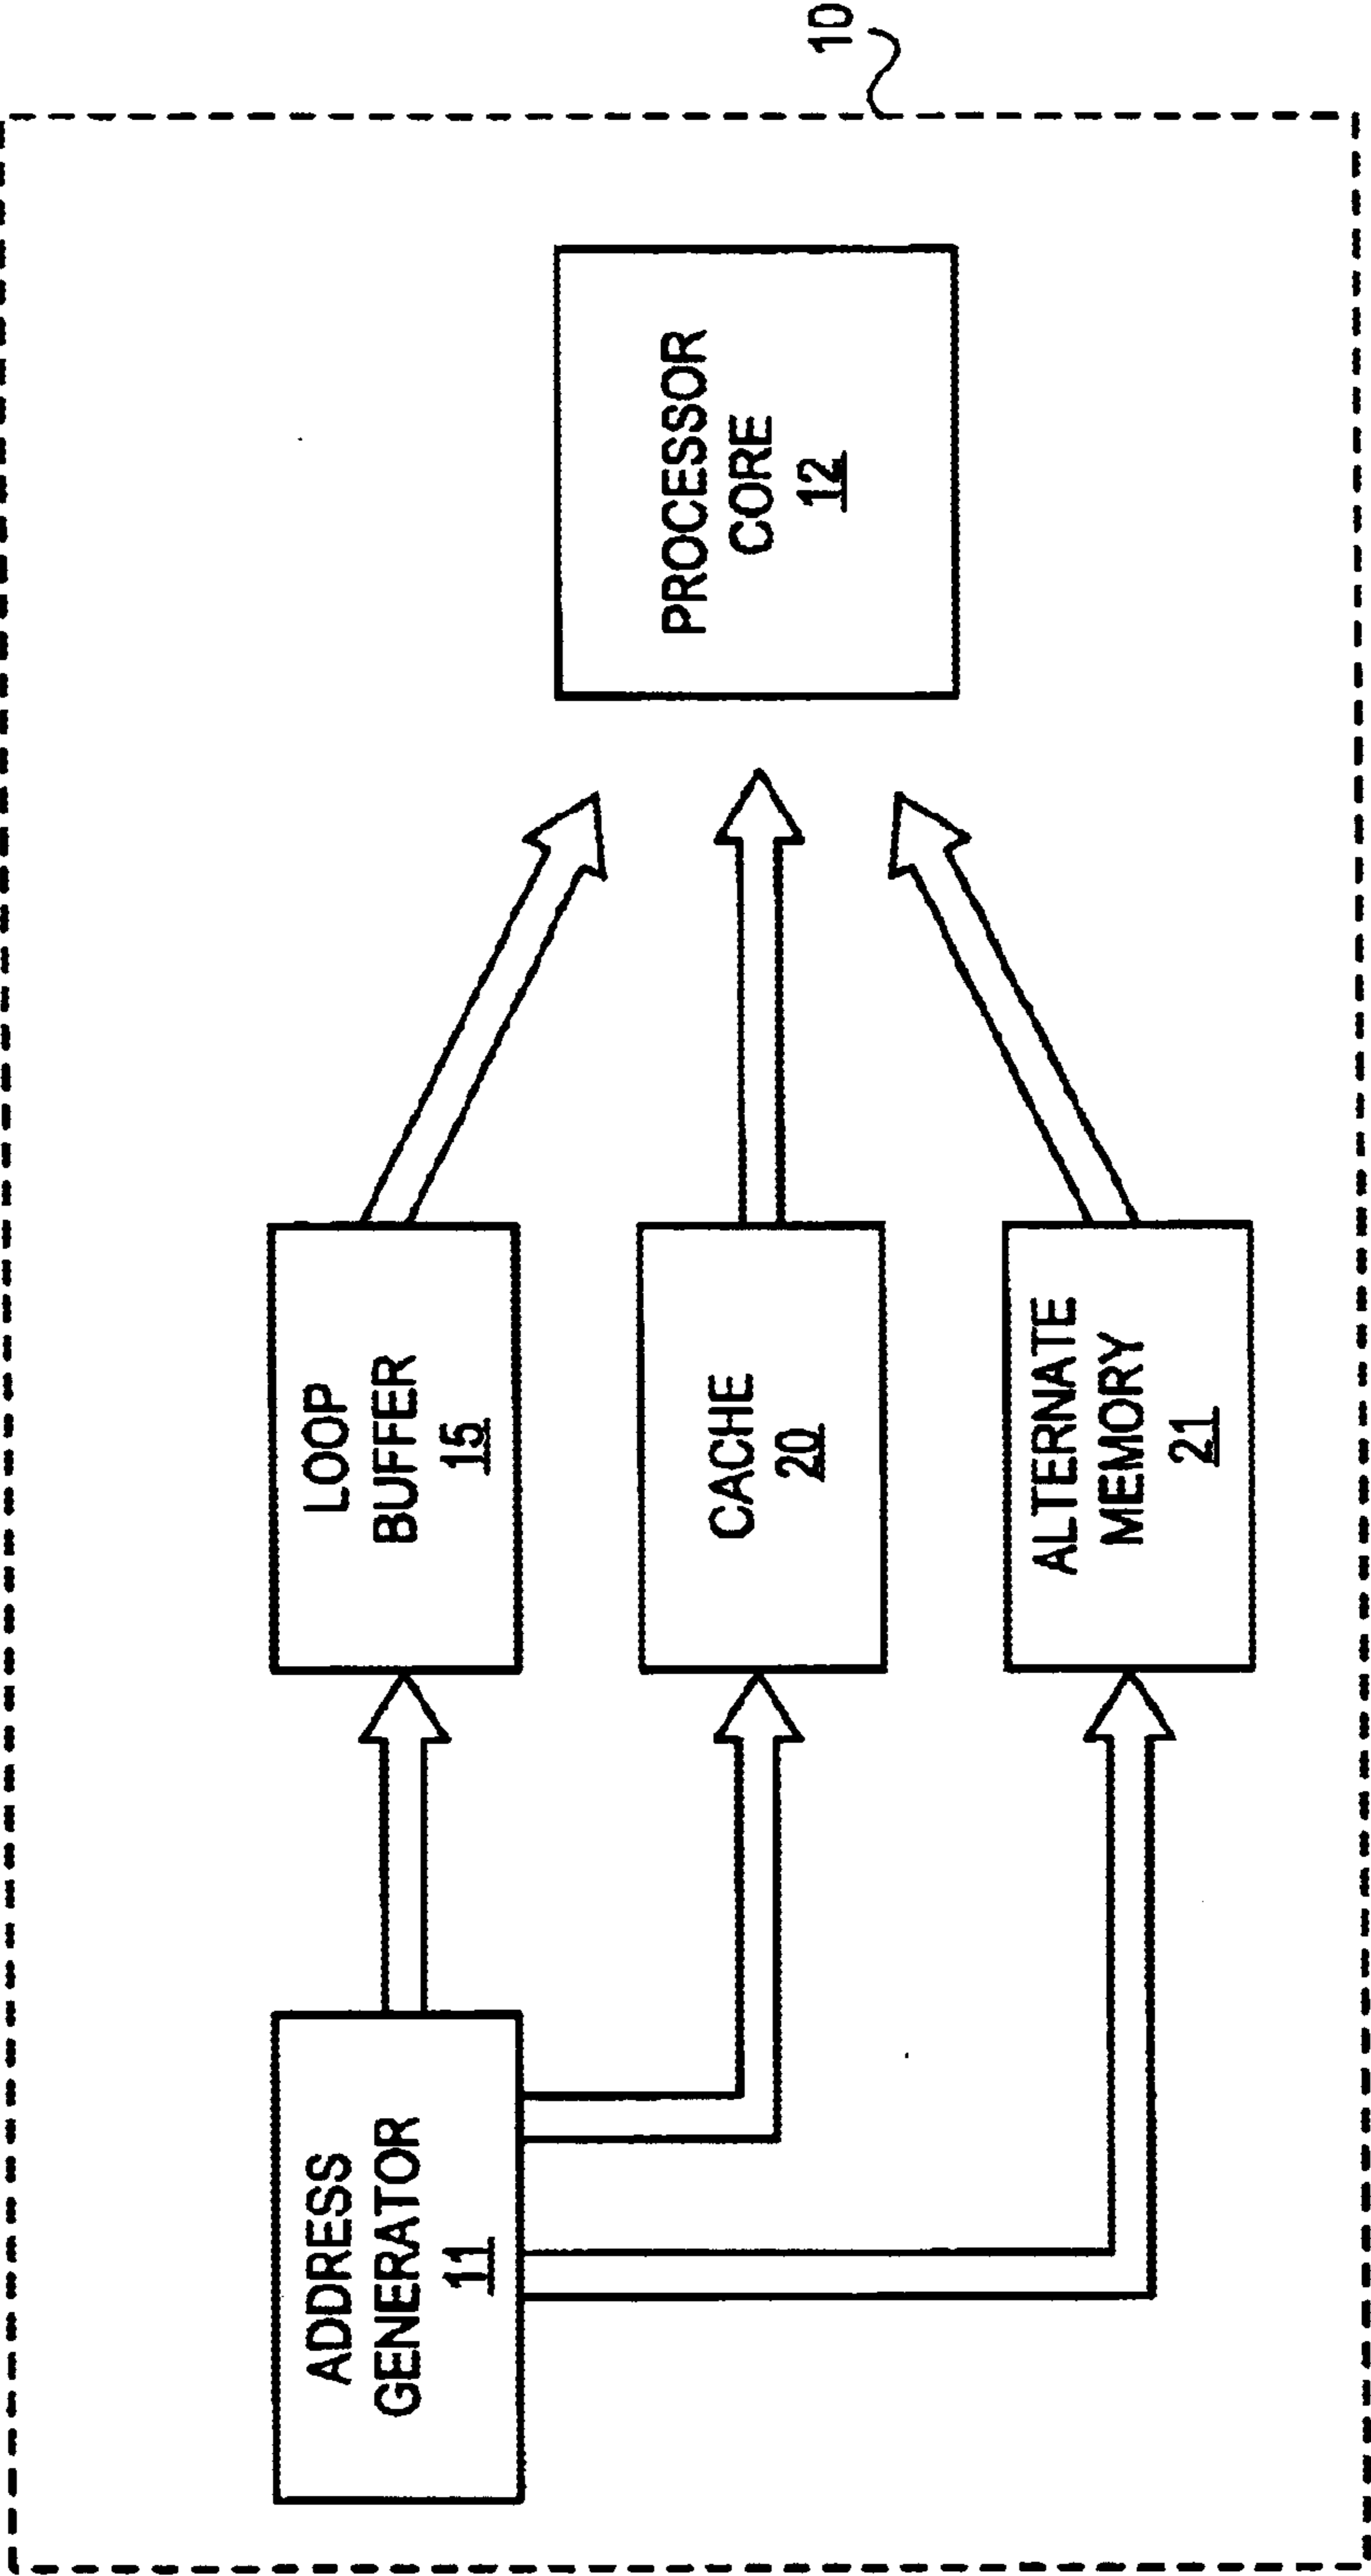 10
ADDRESS
GENERATOR
11
LOOP
BUFFER
15
CACHE
20
ALTERNATE
MEMORY
21
PROCESSOR
CORE
12